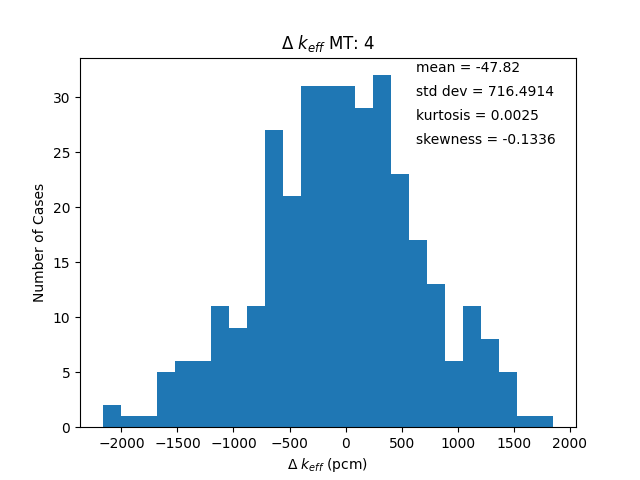 Δ k_eff MT: 4
mean = -47.82
std dev = 716.4914
kurtosis = 0.0025
skewness = -0.1336
Number of Cases
30
25
20
15
10
5
0
−2000 −1500 −1000 −500 0 500 1000 1500 2000
Δ k_eff (pcm)